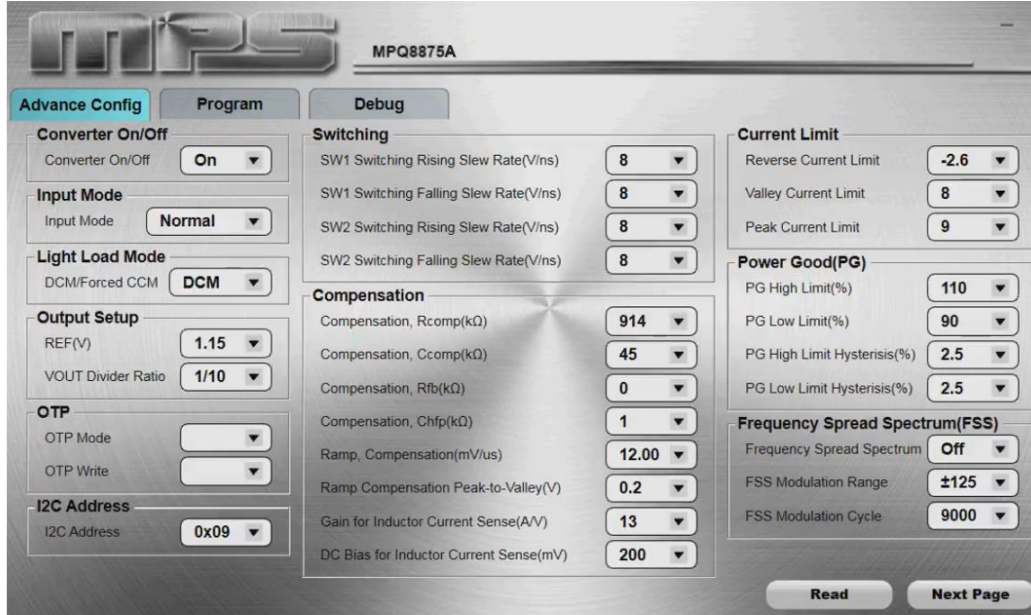 mps
MPQ8875A
Advance Config
Program
Debug
Converter On/Off
Converter On/Off On
Input Mode
Input Mode Normal
Light Load Mode
DCM/Forced CCM DCM
Output Setup
REF(V) 1.15
VOUT Divider Ratio 1/10
OTP
OTP Mode
OTP Write
I2C Address
I2C Address 0x09
Switching
SW1 Switching Rising Slew Rate(V/ns) 8
SW1 Switching Falling Slew Rate(V/ns) 8
SW2 Switching Rising Slew Rate(V/ns) 8
SW2 Switching Falling Slew Rate(V/ns) 8
Compensation
Compensation, Rcomp(kΩ) 914
Compensation, Ccomp(kΩ) 45
Compensation, Rfb(kΩ) 0
Compensation, Chfp(kΩ) 1
Ramp, Compensation(mV/us) 12.00
Ramp Compensation Peak-to-Valley(V) 0.2
Gain for Inductor Current Sense(A/V) 13
DC Bias for Inductor Current Sense(mV) 200
Current Limit
Reverse Current Limit -2.6
Valley Current Limit 8
Peak Current Limit 9
Power Good(PG)
PG High Limit(%) 110
PG Low Limit(%) 90
PG High Limit Hysterisis(%) 2.5
PG Low Limit Hysterisis(%) 2.5
Frequency Spread Spectrum(FSS)
Frequency Spread Spectrum Off
FSS Modulation Range ±125
FSS Modulation Cycle 9000
Read
Next Page